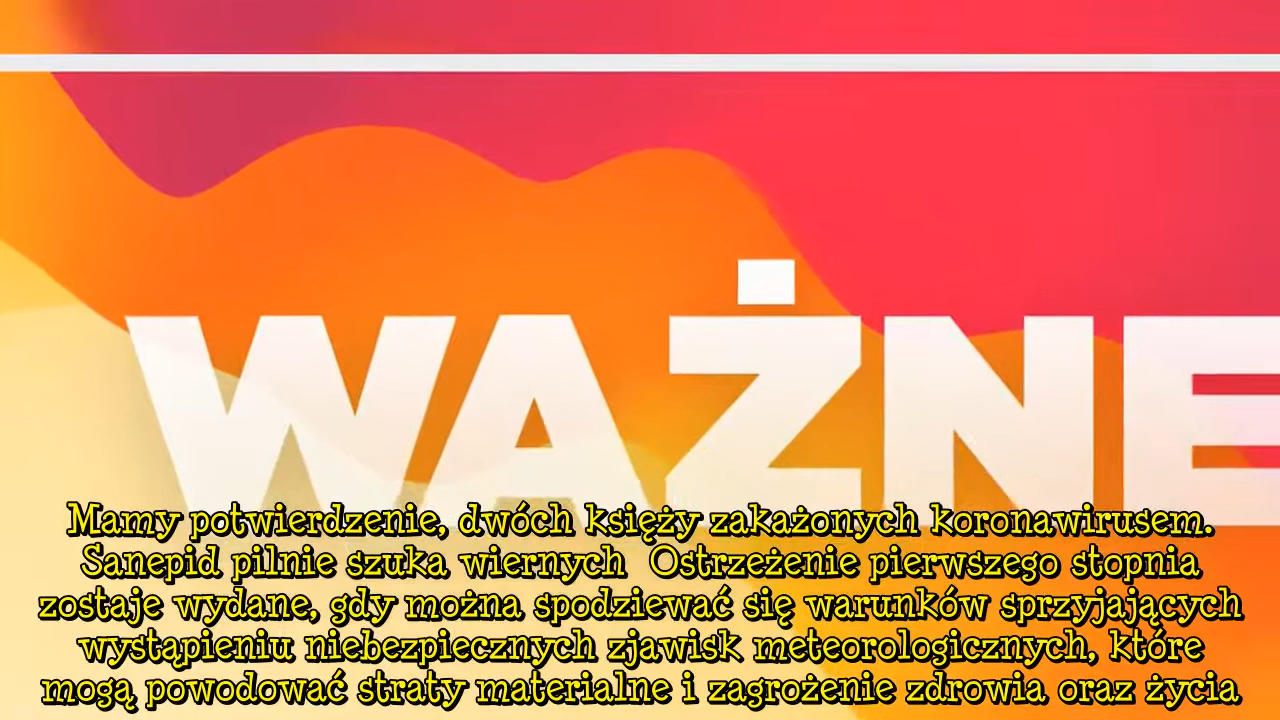 WAŻNE
Mamy potwierdzenie, dwóch księży zakażonych koronawirusem.
Sanepid pilnie szuka wiernych Ostrzeżenie pierwszego stopnia
zostaje wydane, gdy można spodziewać się warunków sprzyjających
wystąpieniu niebezpiecznych zjawisk meteorologicznych, które
mogą powodować straty materialne i zagrożenie zdrowia oraz życia